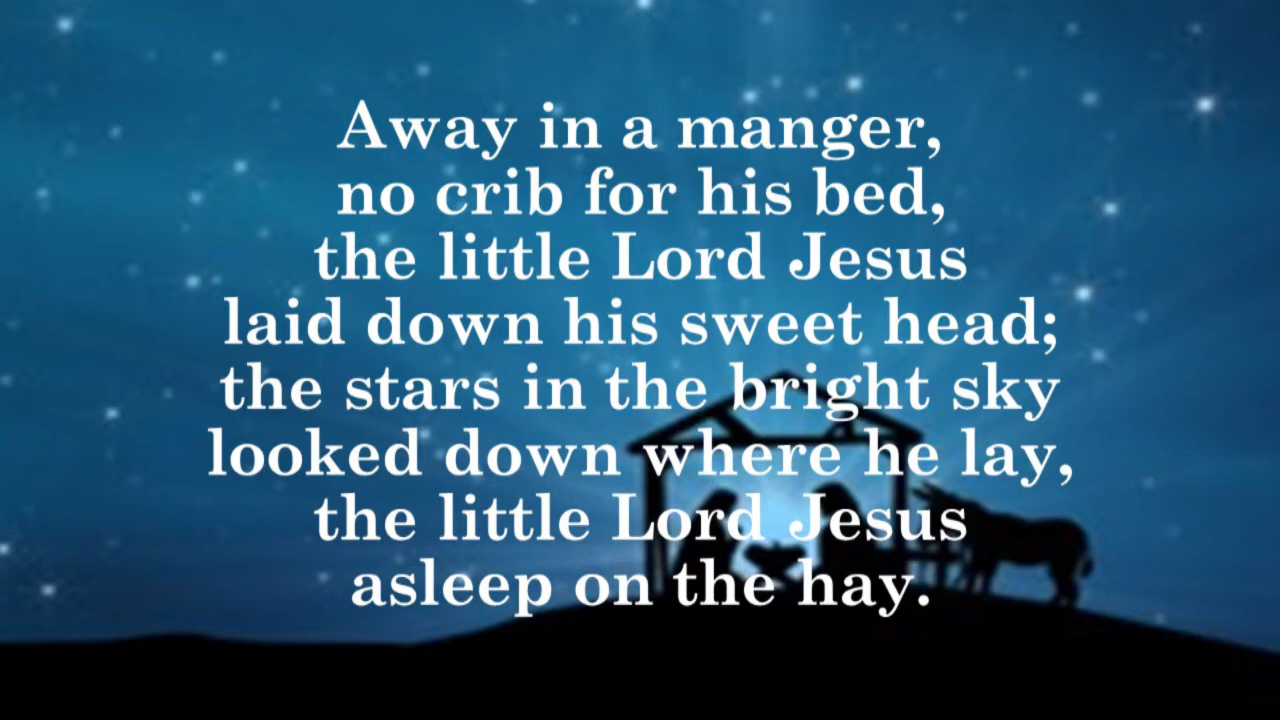 Away in a manger,
no crib for his bed,
the little Lord Jesus
laid down his sweet head;
the stars in the bright sky
looked down where he lay,
the little Lord Jesus
asleep on the hay.